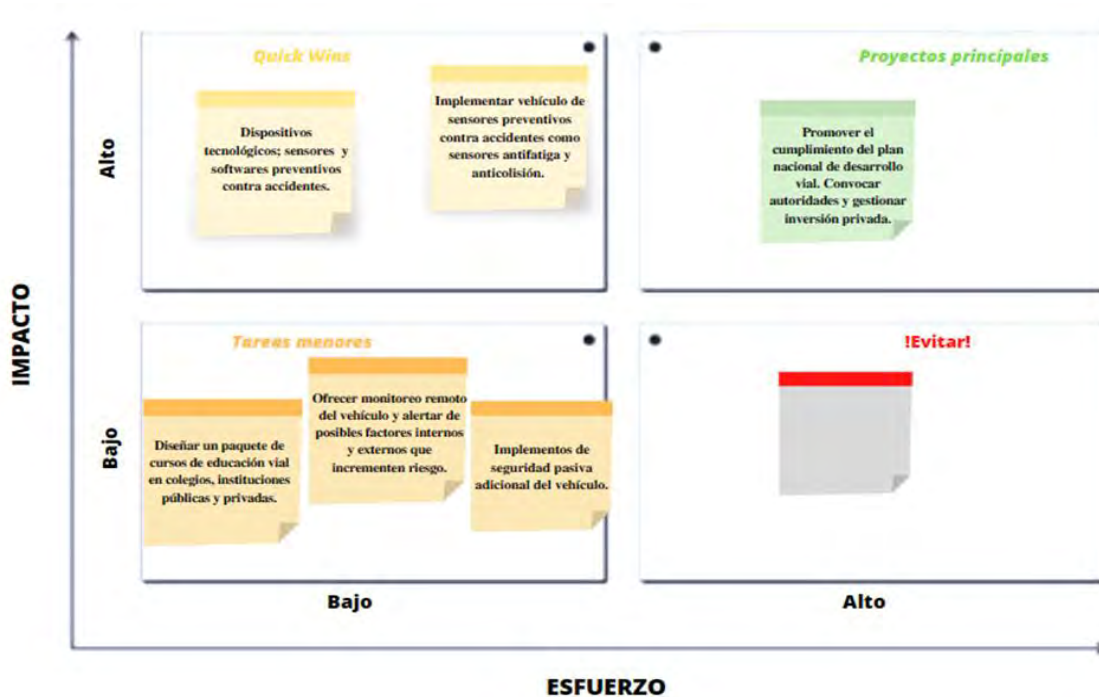 Quick Wins
Proyectos principales
Dispositivos
tecnológicos; sensores y
softwares preventivos
contra accidentes.
Implementar vehículo de
sensores preventivos
contra accidentes como
sensores antifatiga y
anticolisión.
Promover el
cumplimiento del plan
nacional de desarrollo
vial. Convocar
autoridades y gestionar
inversión privada.
Alto
IMPACTO
Tareas menores
!Evitar!
Diseñar un paquete de
cursos de educación vial
en colegios, instituciones
públicas y privadas.
Ofrecer monitoreo remoto
del vehículo y alertar de
posibles factores internos
y externos que
incrementen riesgo.
Implementos de
seguridad pasiva
adicional del vehículo.
Bajo
Bajo
Alto
ESFUERZO